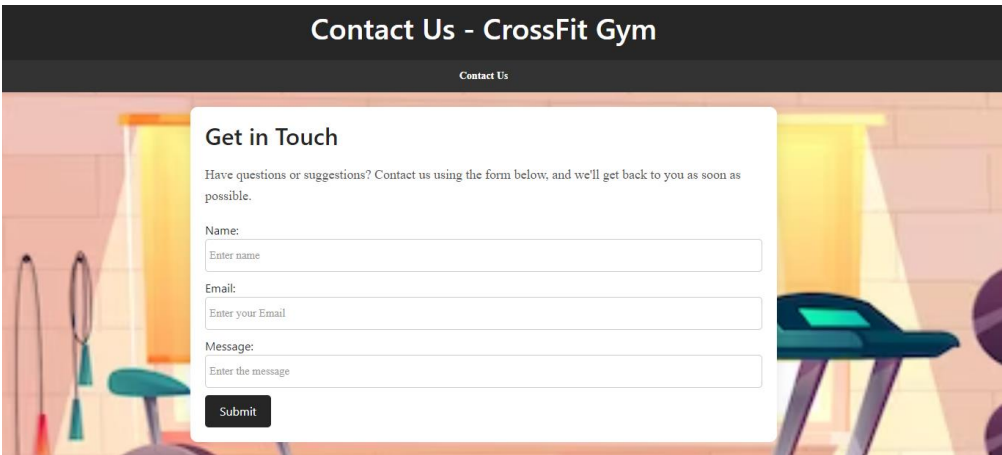 Contact Us - CrossFit Gym
Contact Us
Get in Touch
Have questions or suggestions? Contact us using the form below, and we'll get back to you as soon as
possible.
Name:
Enter name
Email:
Enter your Email
Message:
Enter the message
Submit